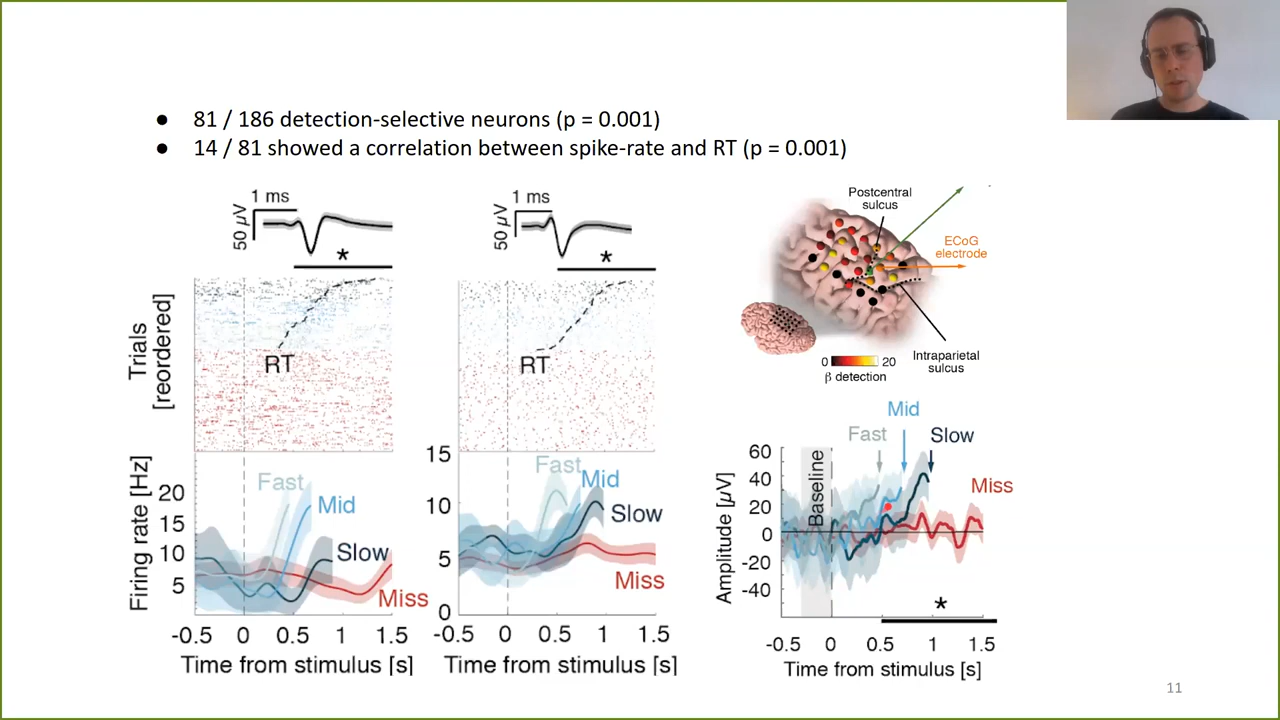 ● 81 / 186 detection-selective neurons (p = 0.001)
● 14 / 81 showed a correlation between spike-rate and RT (p = 0.001)
1 ms
50 µV
*
Trials
[reordered]
RT
Firing rate [Hz]
20
15
10
5
Fast
Mid
Slow
Miss
-0.5 0 0.5 1 1.5
Time from stimulus [s]
1 ms
50 µV
*
RT
15
10
5
0
Fast
Mid
Slow
Miss
-0.5 0 0.5 1 1.5
Time from stimulus [s]
Postcentral
sulcus
ECoG
electrode
Intraparietal
sulcus
0 20
β detection
Amplitude [µV]
60
40
20
0
-20
-40
Baseline
Fast
Mid
Slow
Miss
*
-0.5 0 0.5 1 1.5
Time from stimulus [s]
11